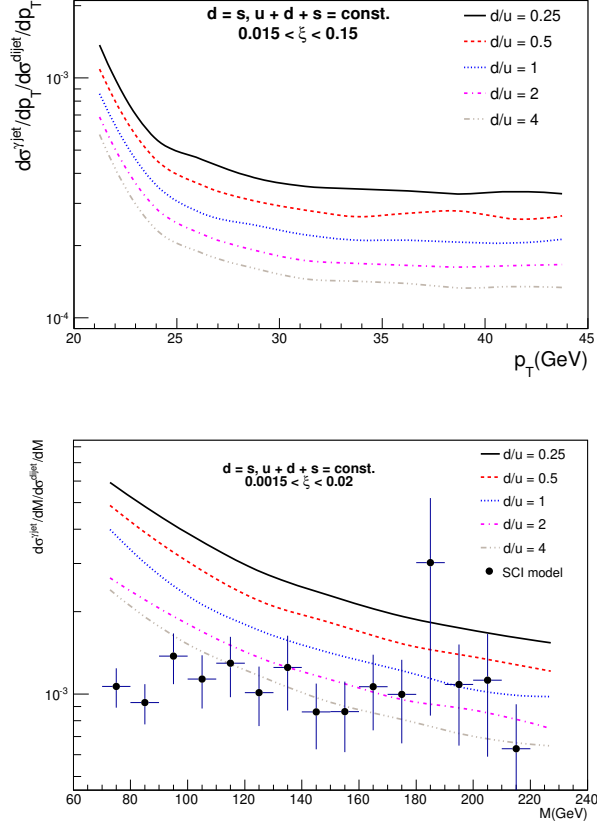 d = s, u + d + s = const.
0.015 < ξ < 0.15
d/u = 0.25
d/u = 0.5
d/u = 1
d/u = 2
d/u = 4
dσ^γjet/dp_T/dσ^dijet/dp_T
10^-3
10^-4
20 25 30 35 40 45
p_T(GeV)
d = s, u + d + s = const.
0.0015 < ξ < 0.02
d/u = 0.25
d/u = 0.5
d/u = 1
d/u = 2
d/u = 4
SCI model
dσ^γjet/dM/dσ^dijet/dM
10^-3
60 80 100 120 140 160 180 200 220 240
M(GeV)